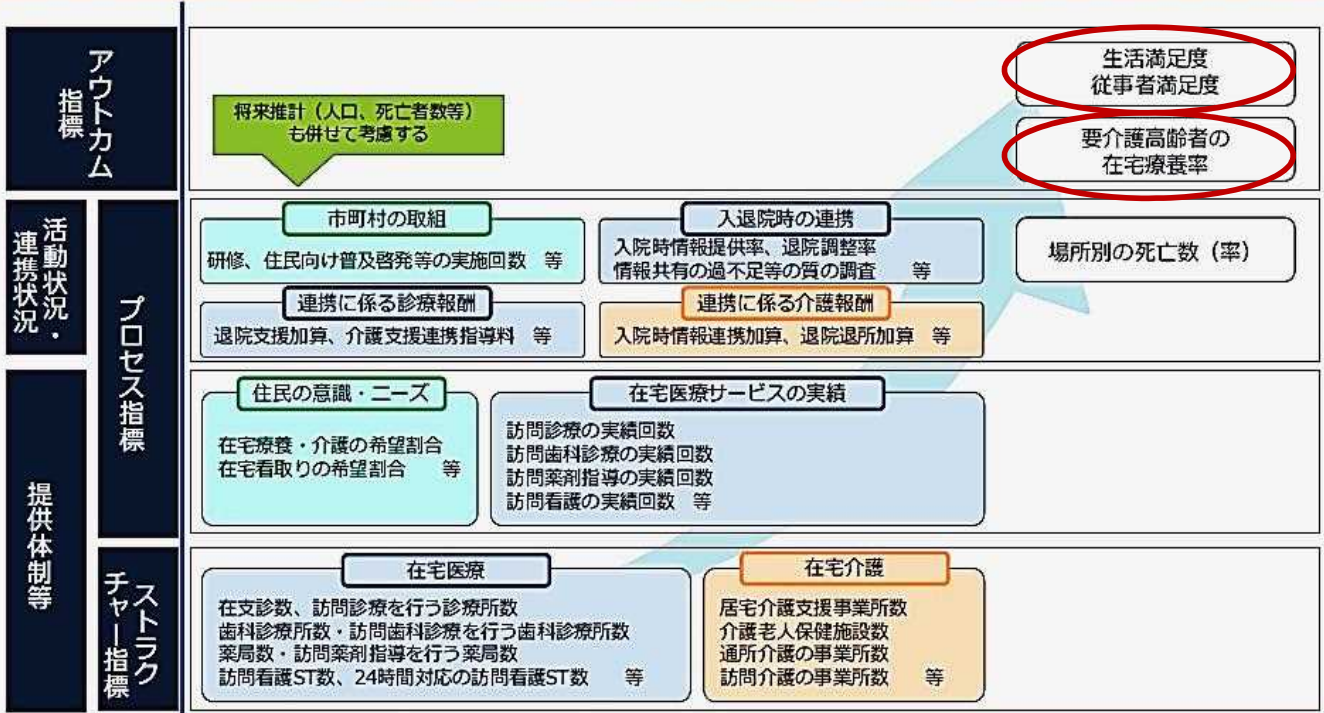 アウトカム
指標
将来推計（人口、死亡者数等）
も併せて考慮する
生活満足度
従事者満足度
要介護高齢者の
在宅療養率
活動状況・
連携状況
プロセス指標
市町村の取組
研修、住民向け普及啓発等の実施回数 等
入退院時の連携
入院時情報提供率、退院調整率
情報共有の過不足等の質の調査 等
場所別の死亡数（率）
連携に係る診療報酬
退院支援加算、介護支援連携指導料 等
連携に係る介護報酬
入院時情報連携加算、退院退所加算 等
提供体制等
住民の意識・ニーズ
在宅療養・介護の希望割合
在宅看取りの希望割合 等
在宅医療サービスの実績
訪問診療の実績回数
訪問歯科診療の実績回数
訪問薬剤指導の実績回数
訪問看護の実績回数 等
ストラク
チャー指標
在宅医療
在支診数、訪問診療を行う診療所数
歯科診療所数・訪問歯科診療を行う歯科診療所数
薬局数・訪問薬剤指導を行う薬局数
訪問看護ST数、24時間対応の訪問看護ST数 等
在宅介護
居宅介護支援事業所数
介護老人保健施設数
通所介護の事業所数
訪問介護の事業所数 等